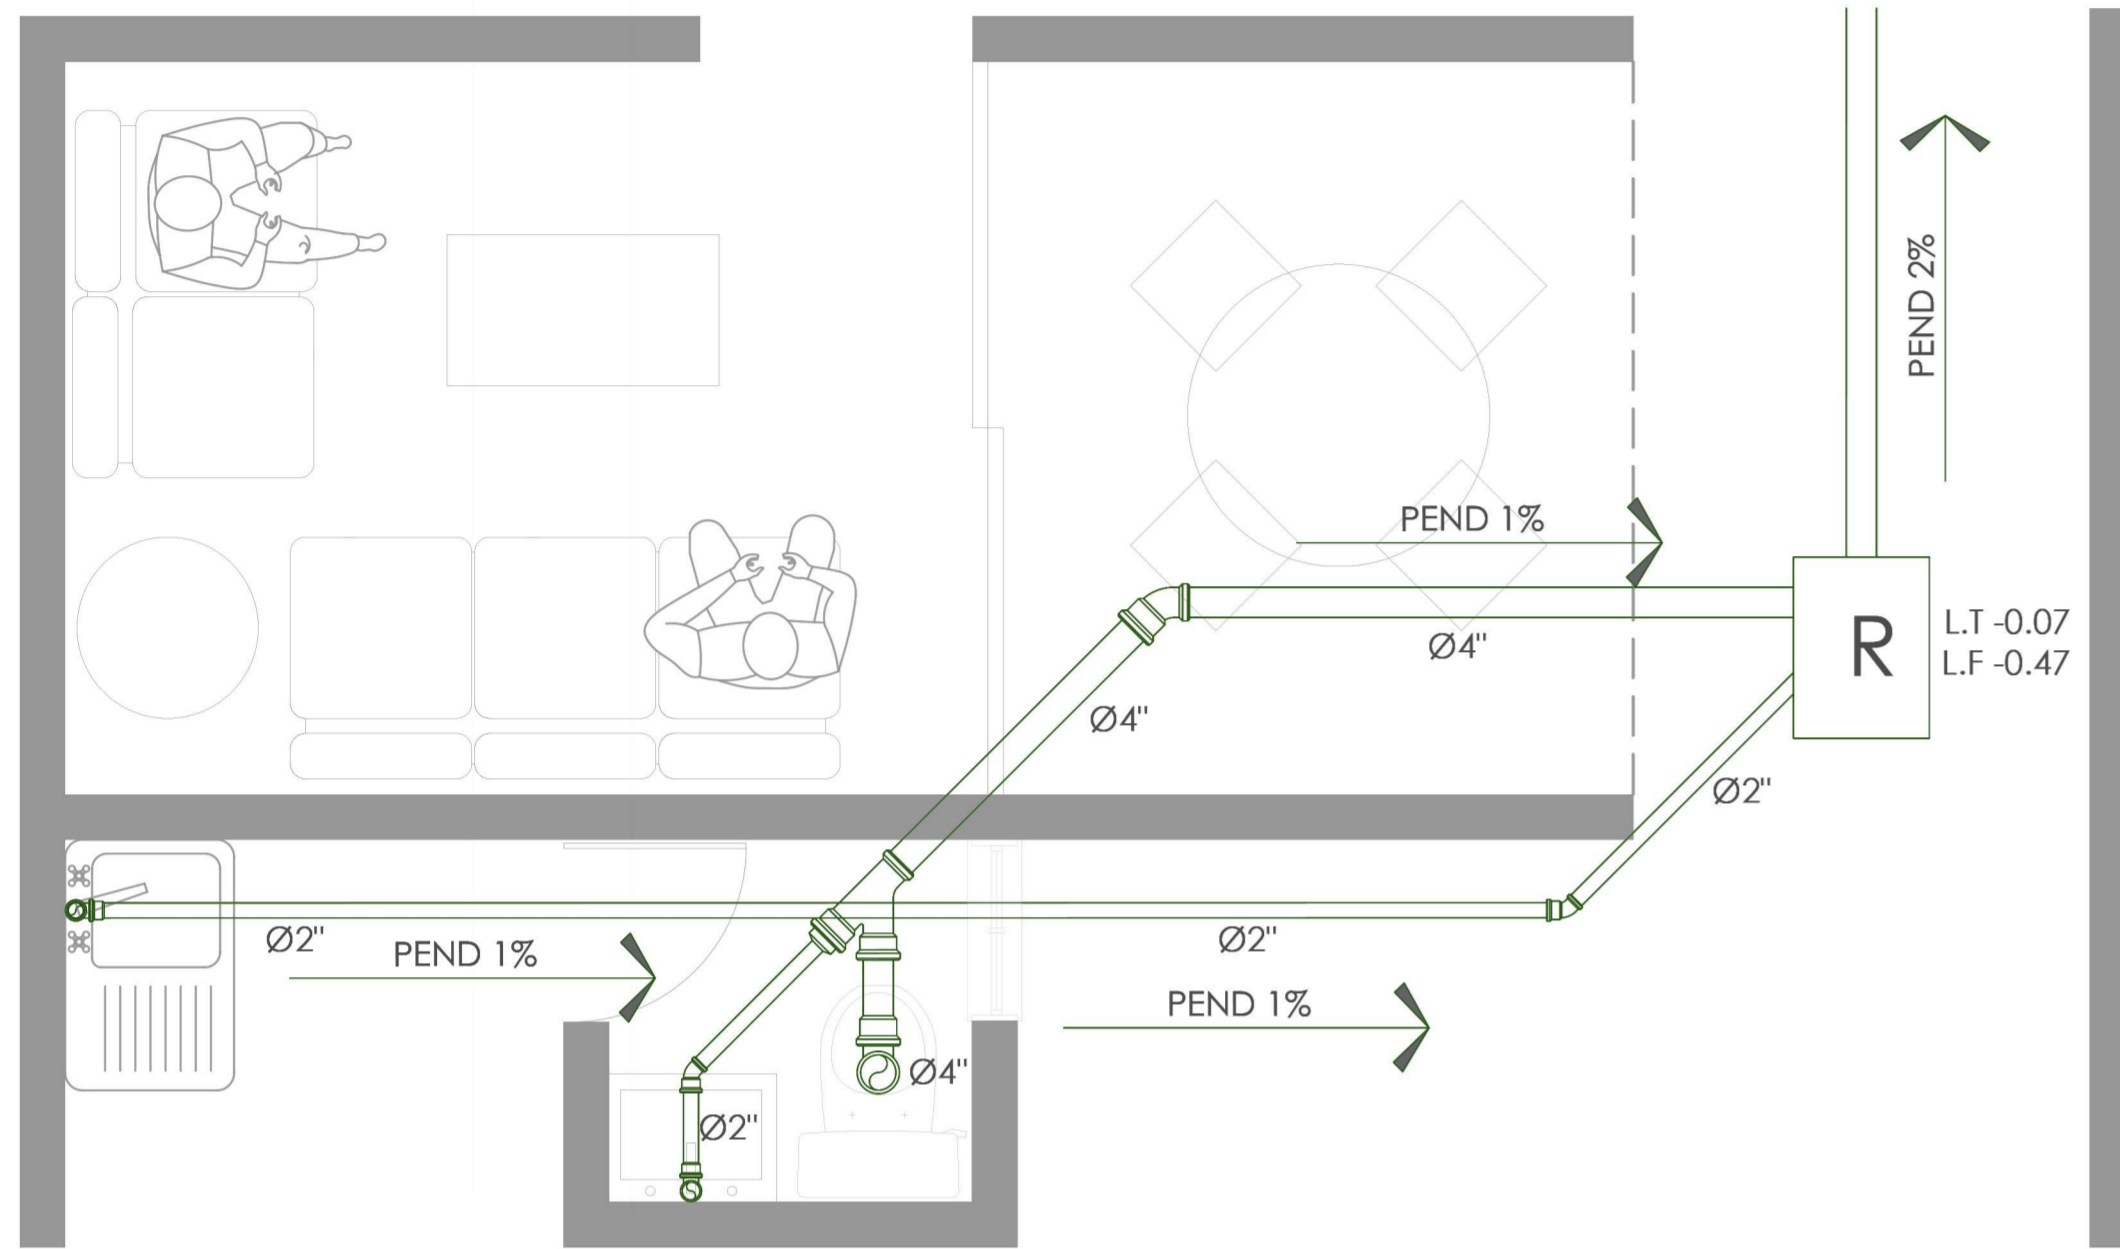 PEND 2%
PEND 1%
Ø4"
R
L.T -0.07
L.F -0.47
Ø4"
Ø2"
Ø2"
PEND 1%
Ø2"
PEND 1%
Ø4"
Ø2"